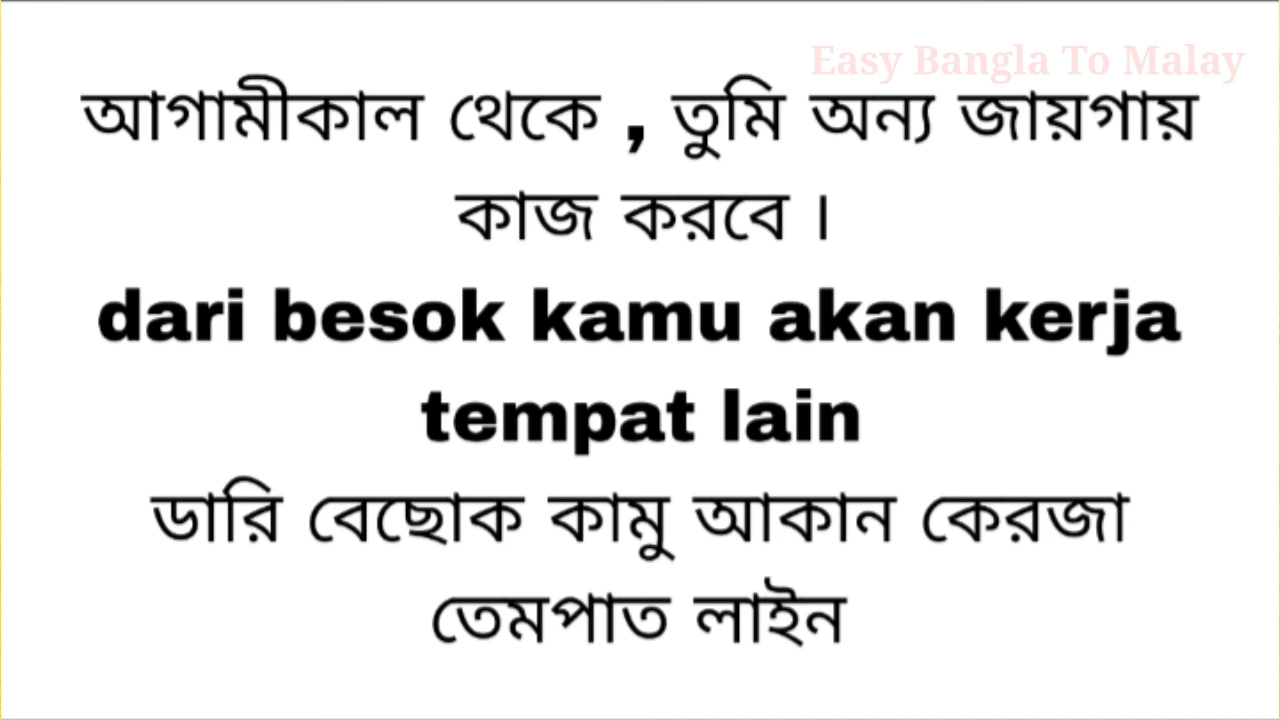 Easy Bangla To Malay
আগামীকাল থেকে , তুমি অন্য জায়গায়
কাজ করবে ।
dari besok kamu akan kerja
tempat lain
ডারি বেছোক কামু আকান কেরজা
তেমপাত লাইন